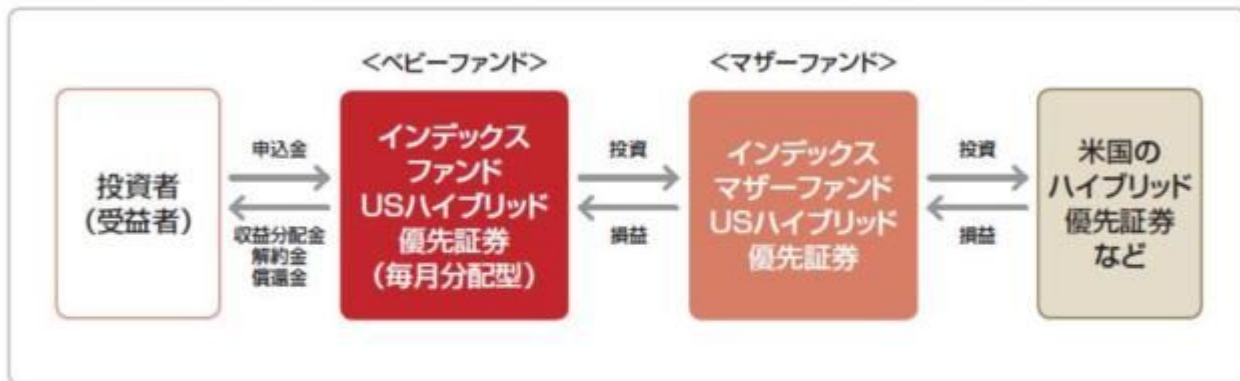 <ベビーファンド>
<マザーファンド>
投資者
(受益者)
申込金
収益分配金
解約金
償還金
インデックス
ファンド
USハイブリッド
優先証券
(毎月分配型)
投資
損益
インデックス
マザーファンド
USハイブリッド
優先証券
投資
損益
米国の
ハイブリッド
優先証券
など